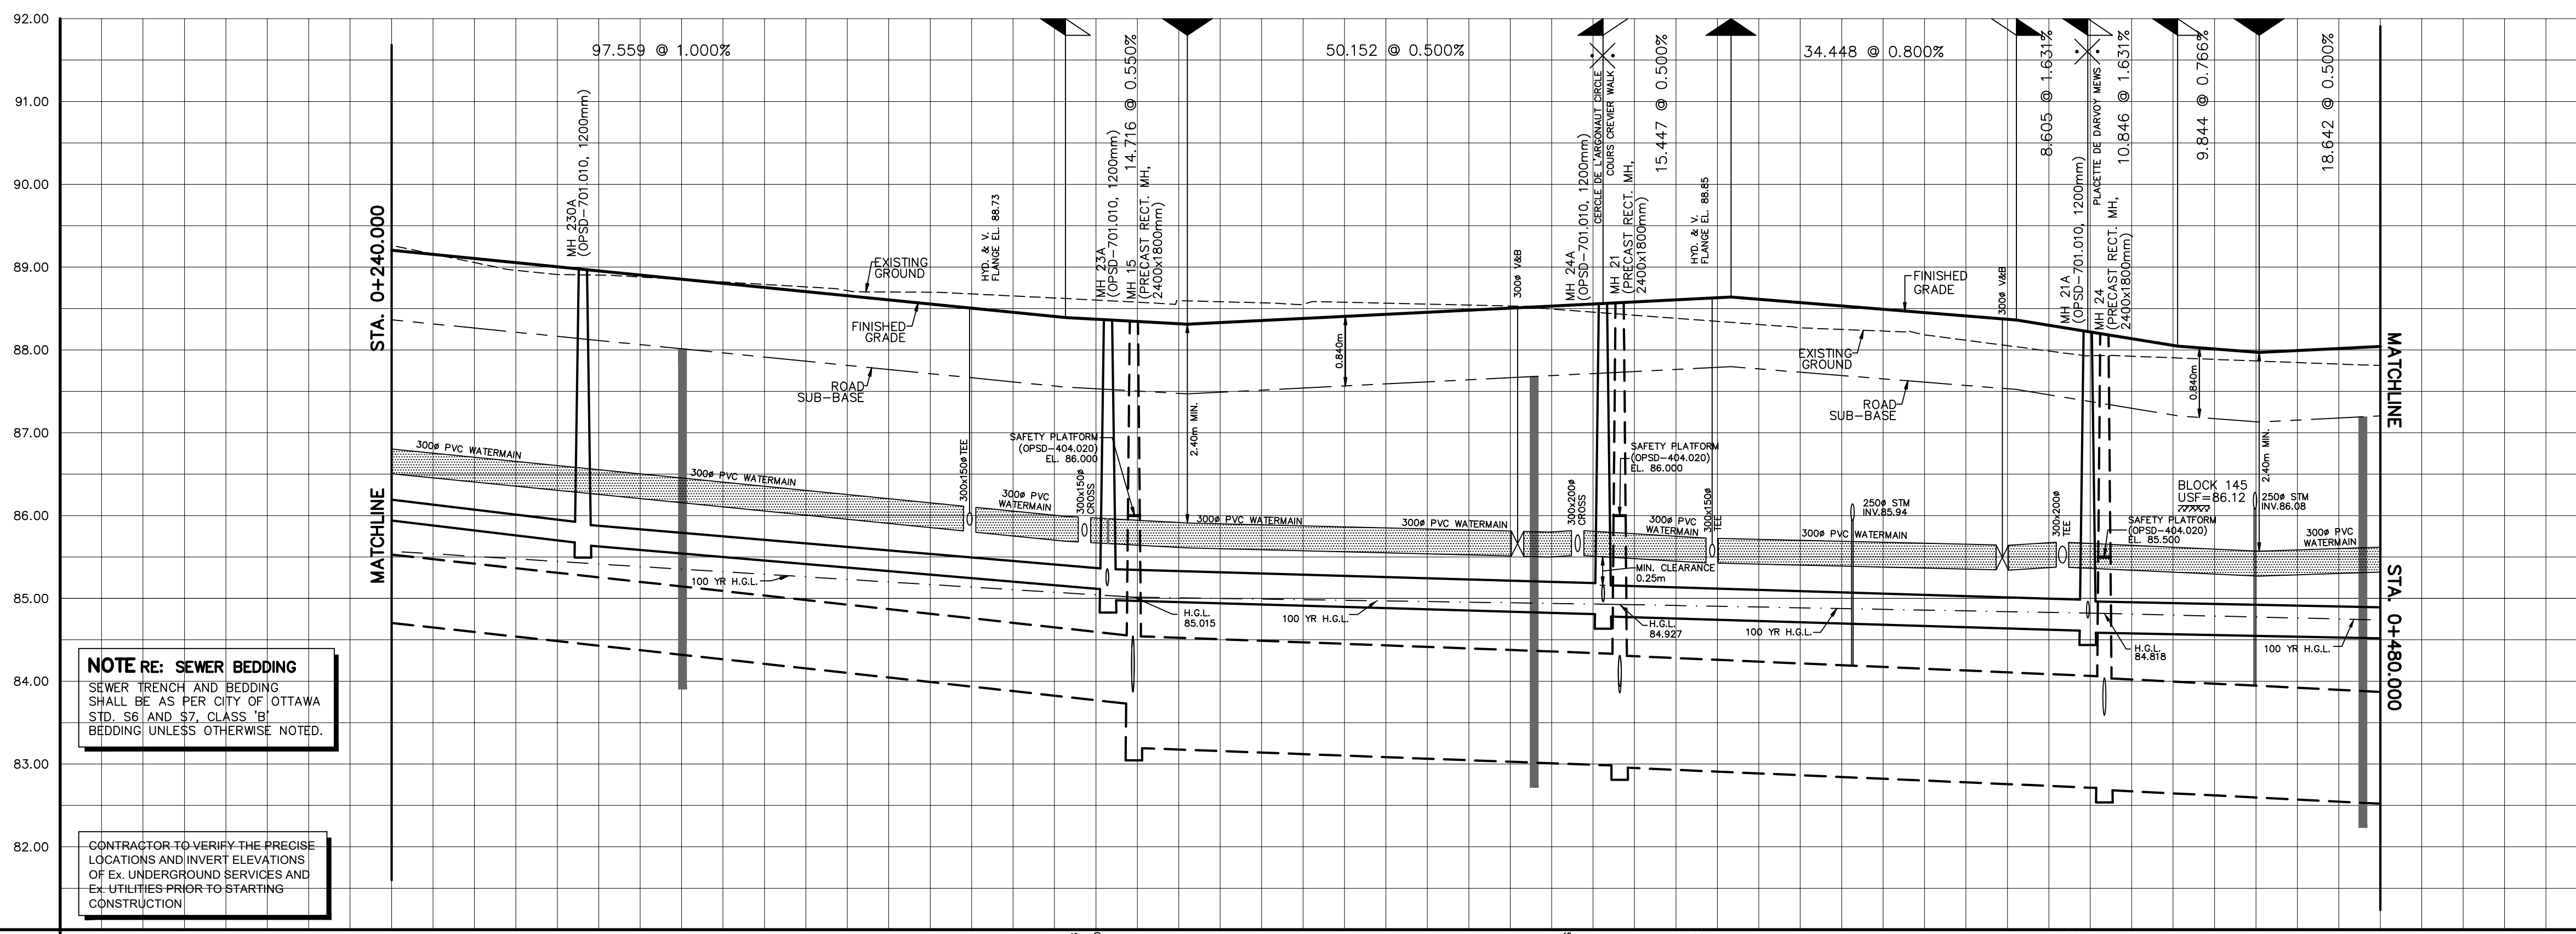 92.00
91.00
90.00
89.00
88.00
87.00
86.00
85.00
84.00
83.00
82.00
97.559 @ 1.000%
14.716 @ 0.550%
50.152 @ 0.500%
15.447 @ 0.500%
34.448 @ 0.800%
8.605 @ 1.631%
10.846 @ 1.631%
9.844 @ 0.766%
18.642 @ 0.500%
STA. 0+240.000
MATCHLINE
MH 230A
(OPSD-701.010, 1200mm)
EXISTING
GROUND
FINISHED
GRADE
ROAD
SUB-BASE
HYD. & V.
FLANGE EL. 88.73
MH 23A
(OPSD-701.010, 1200mm)
MH 15
(PRECAST RECT. MH,
2400x1800mm)
300ø PVC WATERMAIN
300ø PVC WATERMAIN
300x150ø TEE
300ø PVC
WATERMAIN
300x150ø
CROSS
SAFETY PLATFORM
(OPSD-404.020)
EL. 86.000
2.40m MIN.
0.840m
300ø PVC WATERMAIN
300ø PVC WATERMAIN
100 YR H.G.L.
H.G.L.
85.015
100 YR H.G.L.
300ø V&B
MH 24A
(OPSD-701.010, 1200mm)
CERCLE DE L'ARGONAUT CIRCLE
COURS CREVIER WALK
MH 21
(PRECAST RECT. MH,
2400x1800mm)
HYD. & V.
FLANGE EL. 88.85
300x200ø
CROSS
SAFETY PLATFORM
(OPSD-404.020)
EL. 86.000
300ø PVC
WATERMAIN
300x150ø
TEE
MIN. CLEARANCE
0.25m
H.G.L.
84.927
100 YR H.G.L.
EXISTING
GROUND
FINISHED
GRADE
ROAD
SUB-BASE
250ø STM
INV.85.94
300ø PVC WATERMAIN
300ø V&B
300x200ø
TEE
MH 21A
(OPSD-701.010, 1200mm)
PLACETTE DE DARVOY MEWS
MH 24
(PRECAST RECT. MH,
2400x1800mm)
0.840m
2.40m MIN.
BLOCK 145
USF=86.12
250ø STM
INV.86.08
SAFETY PLATFORM
(OPSD-404.020)
EL. 85.500
300ø PVC
WATERMAIN
H.G.L.
84.818
100 YR H.G.L.
MATCHLINE
STA. 0+480.000
NOTE RE: SEWER BEDDING
SEWER TRENCH AND BEDDING
SHALL BE AS PER CITY OF OTTAWA
STD. S6 AND S7, CLASS 'B'
BEDDING UNLESS OTHERWISE NOTED.
CONTRACTOR TO VERIFY THE PRECISE
LOCATIONS AND INVERT ELEVATIONS
OF Ex. UNDERGROUND SERVICES AND
Ex. UTILITIES PRIOR TO STARTING
CONSTRUCTION